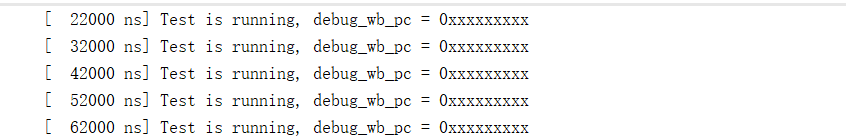 [  22000 ns] Test is running, debug_wb_pc = 0xxxxxxxxx
[  32000 ns] Test is running, debug_wb_pc = 0xxxxxxxxx
[  42000 ns] Test is running, debug_wb_pc = 0xxxxxxxxx
[  52000 ns] Test is running, debug_wb_pc = 0xxxxxxxxx
[  62000 ns] Test is running, debug_wb_pc = 0xxxxxxxxx